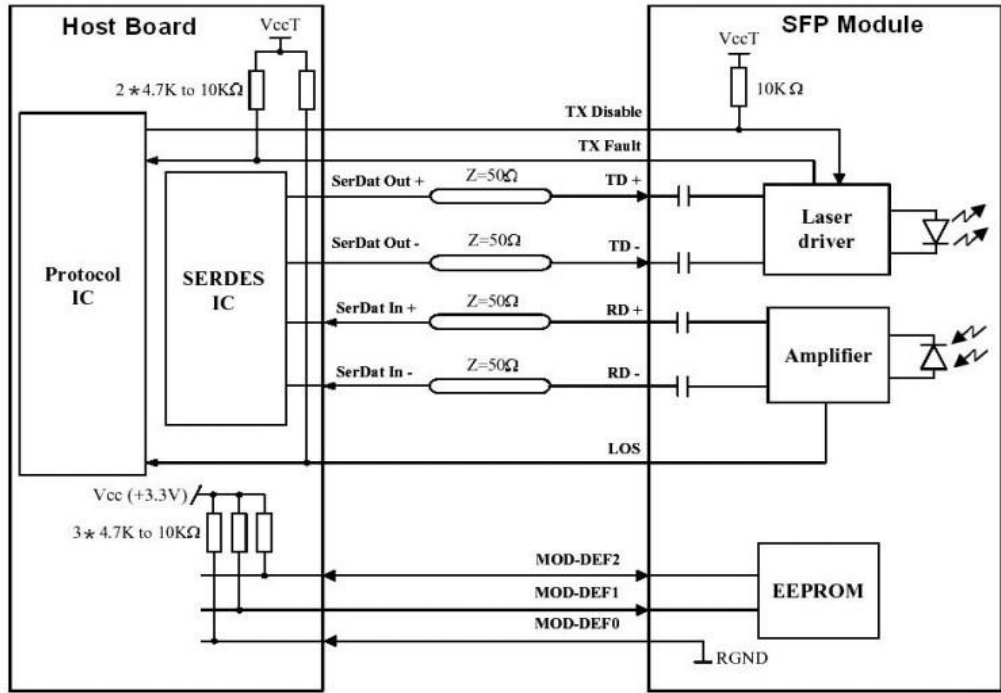 Host Board
SFP Module
VccT
VccT
2*4.7K to 10KΩ
10KΩ
TX Disable
TX Fault
SerDat Out +
Z=50Ω
TD +
SerDat Out -
Z=50Ω
TD -
Laser
driver
Protocol
IC
SERDES
IC
SerDat In +
Z=50Ω
RD +
SerDat In -
Z=50Ω
RD -
Amplifier
LOS
Vcc (+3.3V)
3*4.7K to 10KΩ
MOD-DEF2
MOD-DEF1
MOD-DEF0
EEPROM
RGND